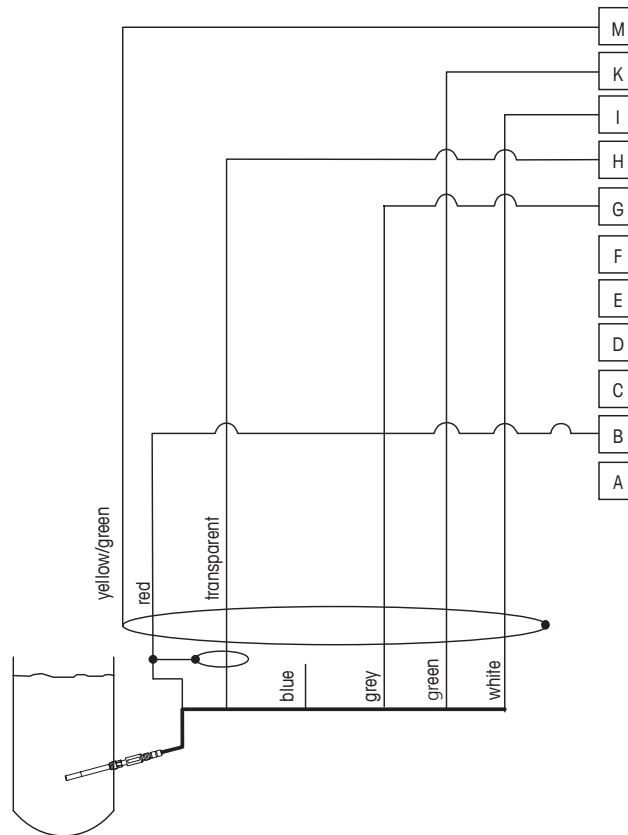 M
K
I
H
G
F
E
D
C
B
A
yellow/green
red
transparent
blue
grey
green
white